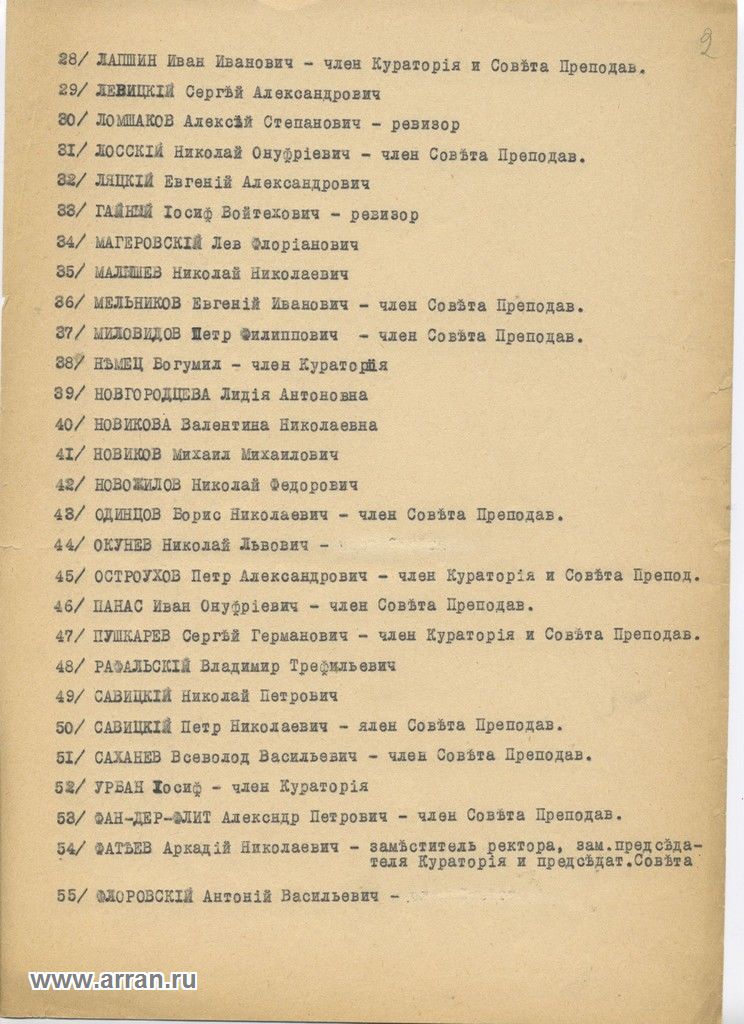 2
28/ ЛАПШИН Иван Иванович - член Кураторія и Совѣта Преподав.
29/ ЛЕВИЦКІЙ Сергѣй Александрович
30/ ЛОМШАКОВ Алексѣй Степанович - ревизор
31/ ЛОССКІЙ Николай Онуфріевич - член Совѣта Преподав.
32/ ЛЯЦКІЙ Евгеній Александрович
33/ ГАЙНЫЙ Іосиф Войтехович - ревизор
34/ МАГЕРОВСКІЙ Лев Флоріанович
35/ МАЛЫШЕВ Николай Николаевич
36/ МЕЛЬНИКОВ Евгеній Иванович - член Совѣта Преподав.
37/ МИЛОВИДОВ Петр Филиппович - член Совѣта Преподав.
38/ НѢМЕЦ Богумил - член Кураторія
39/ НОВГОРОДЦЕВА Лидія Антоновна
40/ НОВИКОВА Валентина Николаевна
41/ НОВИКОВ Михаил Михаилович
42/ НОВОЖИЛОВ Николай Федорович
43/ ОДИНЦОВ Борис Николаевич - член Совѣта Преподав.
44/ ОКУНЕВ Николай Львович -
45/ ОСТРОУХОВ Петр Александрович - член Кураторія и Совѣта Препод.
46/ ПАНАС Иван Онуфріевич - член Совѣта Преподав.
47/ ПУШКАРЕВ Сергѣй Германович - член Кураторія и Совѣта Преподав.
48/ РАФАЛЬСКІЙ Владимир Трефильевич
49/ САВИЦКІЙ Николай Петрович
50/ САВИЦКІЙ Петр Николаевич - ялен Совѣта Преподав.
51/ САХАНЕВ Всеволод Васильевич - член Совѣта Преподав.
52/ УРБАН Іосиф - член Кураторія
53/ ФАН-ДЕР-ФЛИТ Алекснדр Петрович - член Совѣта Преподав.
54/ ФАТѢЕВ Аркадій Николаевич - замѣститель ректора, зам.предсѣда-
теля Кураторія и предсѣдат.Совѣта
55/ ФЛОРОВСКІЙ Антоній Васильевич -
www.arran.ru